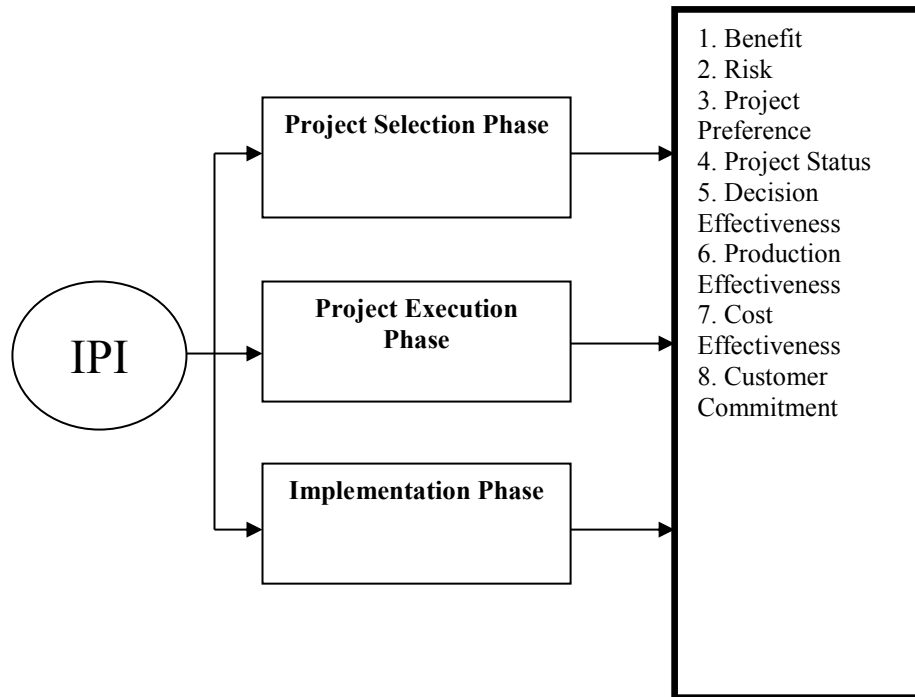 IPI
Project Selection Phase
Project Execution
Phase
Implementation Phase
1. Benefit
2. Risk
3. Project
Preference
4. Project Status
5. Decision
Effectiveness
6. Production
Effectiveness
7. Cost
Effectiveness
8. Customer
Commitment